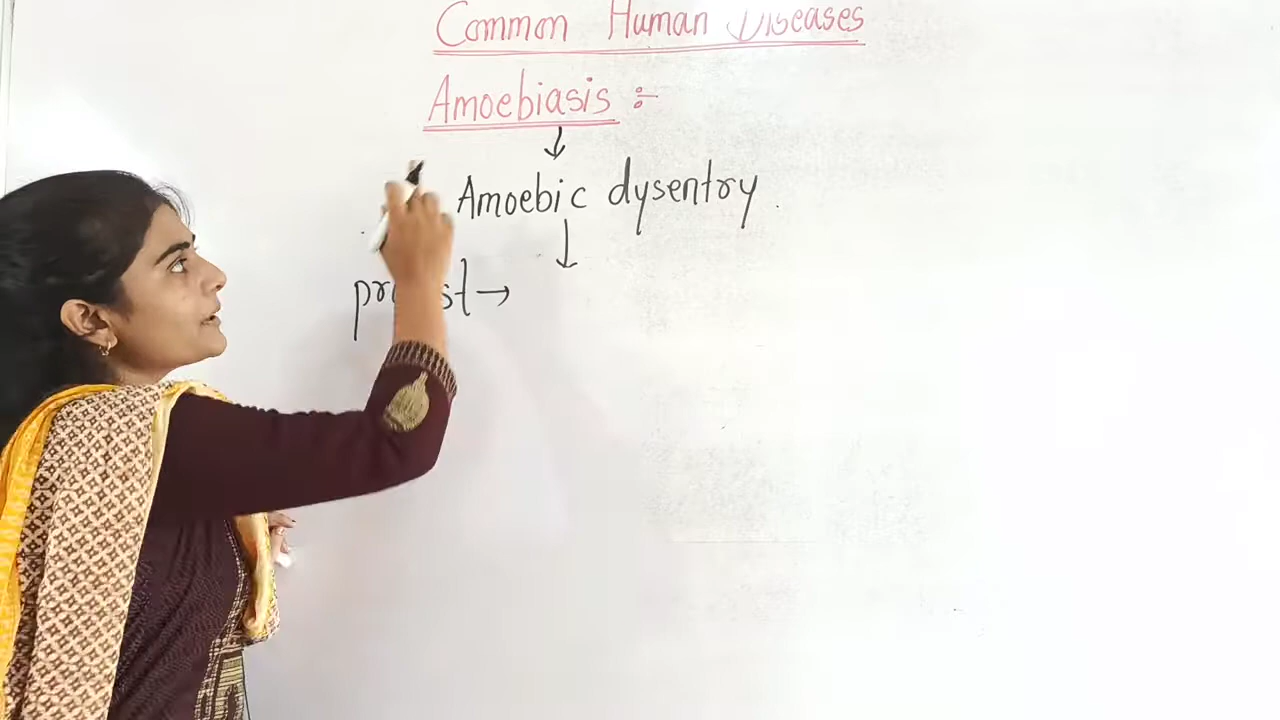 Common Human Diseases
Amoebiasis :-
↓
Amoebic dysentry
↓
→